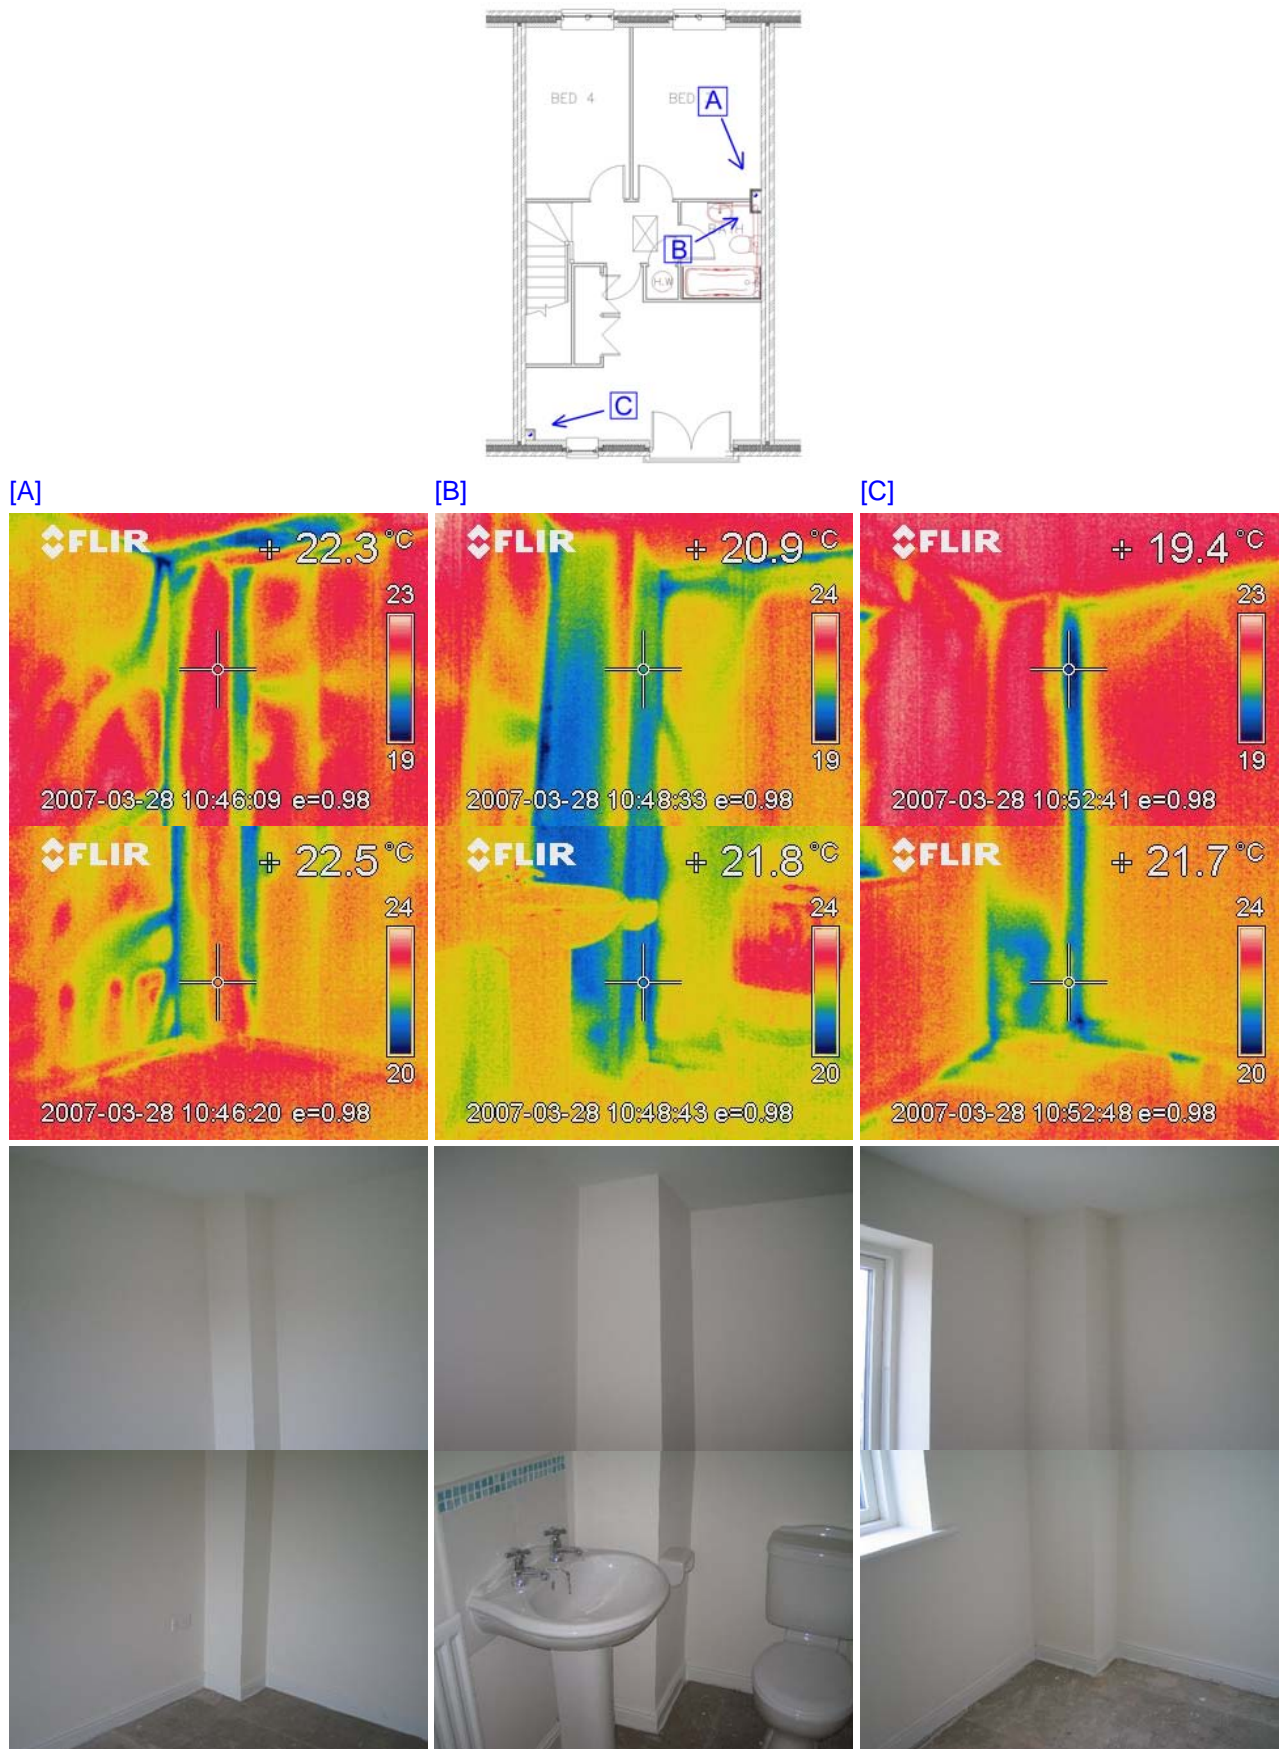 BED 4
BED
A
B
BATH
H.W
C
[A]
[B]
[C]
FLIR
+ 22.3 °C
23
19
2007-03-28 10:46:09 e=0.98
FLIR
+ 20.9 °C
24
19
2007-03-28 10:48:33 e=0.98
FLIR
+ 19.4 °C
23
19
2007-03-28 10:52:41 e=0.98
FLIR
+ 22.5 °C
24
20
2007-03-28 10:46:20 e=0.98
FLIR
+ 21.8 °C
24
20
2007-03-28 10:48:43 e=0.98
FLIR
+ 21.7 °C
24
20
2007-03-28 10:52:48 e=0.98